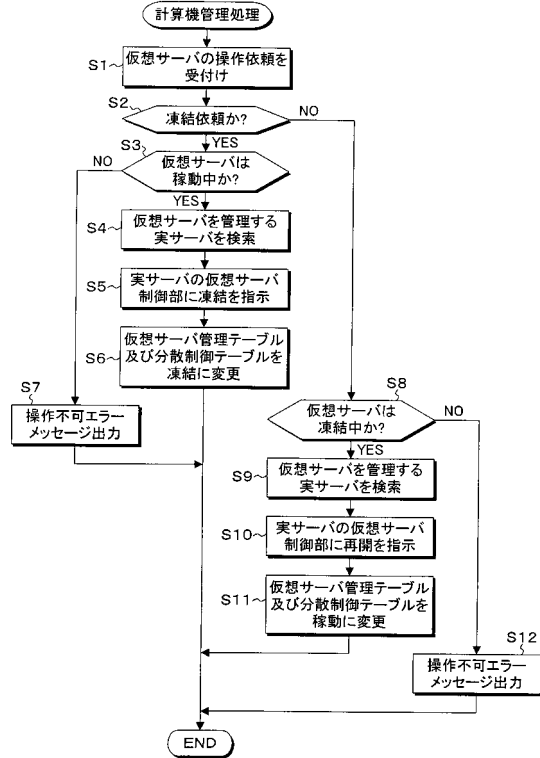 計算機管理処理
S1
仮想サーバの操作依頼を
受付け
S2
凍結依頼か?
NO
YES
S3
仮想サーバは
稼動中か?
NO
YES
S4
仮想サーバを管理する
実サーバを検索
S5
実サーバの仮想サーバ
制御部に凍結を指示
S6
仮想サーバ管理テーブル
及び分散制御テーブルを
凍結に変更
S7
操作不可エラー
メッセージ出力
S8
仮想サーバは
凍結中か?
NO
YES
S9
仮想サーバを管理する
実サーバを検索
S10
実サーバの仮想サーバ
制御部に再開を指示
S11
仮想サーバ管理テーブル
及び分散制御テーブルを
稼動に変更
S12
操作不可エラー
メッセージ出力
END